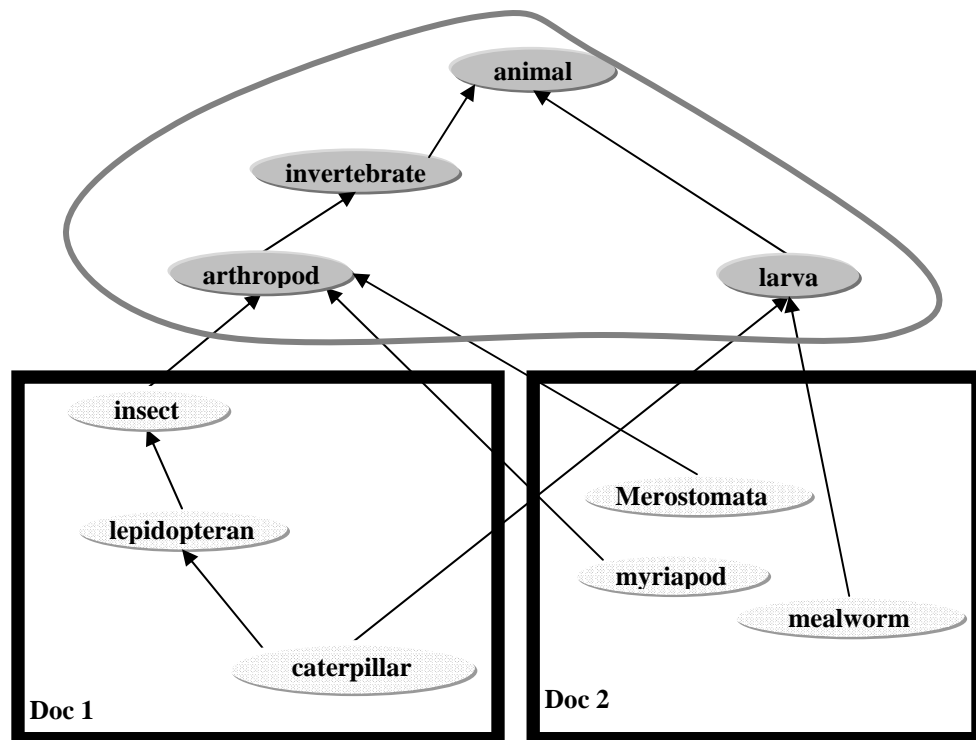 animal
invertebrate
arthropod
larva
insect
lepidopteran
caterpillar
Doc 1
Merostomata
myriapod
mealworm
Doc 2